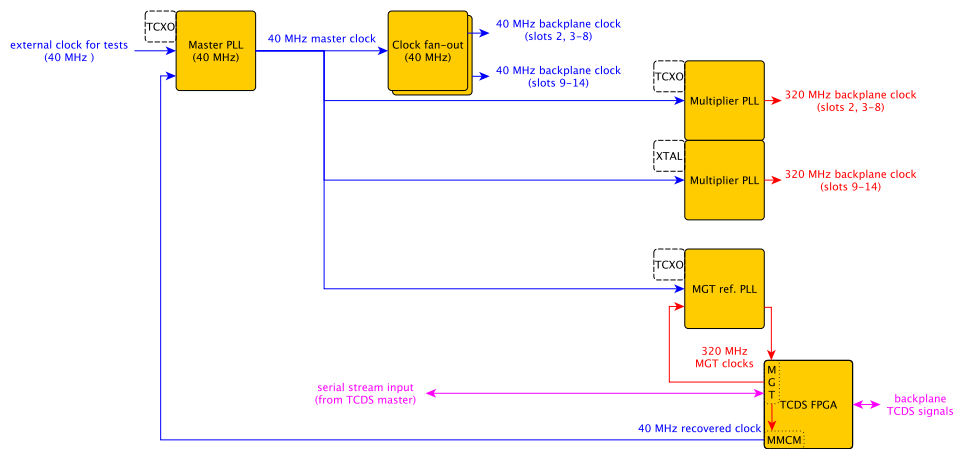 TCXO
external clock for tests
(40 MHz )
Master PLL
(40 MHz)
40 MHz master clock
Clock fan-out
(40 MHz)
40 MHz backplane clock
(slots 2, 3-8)
40 MHz backplane clock
(slots 9-14)
TCXO
Multiplier PLL
320 MHz backplane clock
(slots 2, 3-8)
XTAL
Multiplier PLL
320 MHz backplane clock
(slots 9-14)
TCXO
MGT ref. PLL
320 MHz
MGT clocks
serial stream input
(from TCDS master)
M
G
T
TCDS FPGA
backplane
TCDS signals
40 MHz recovered clock
MMCM